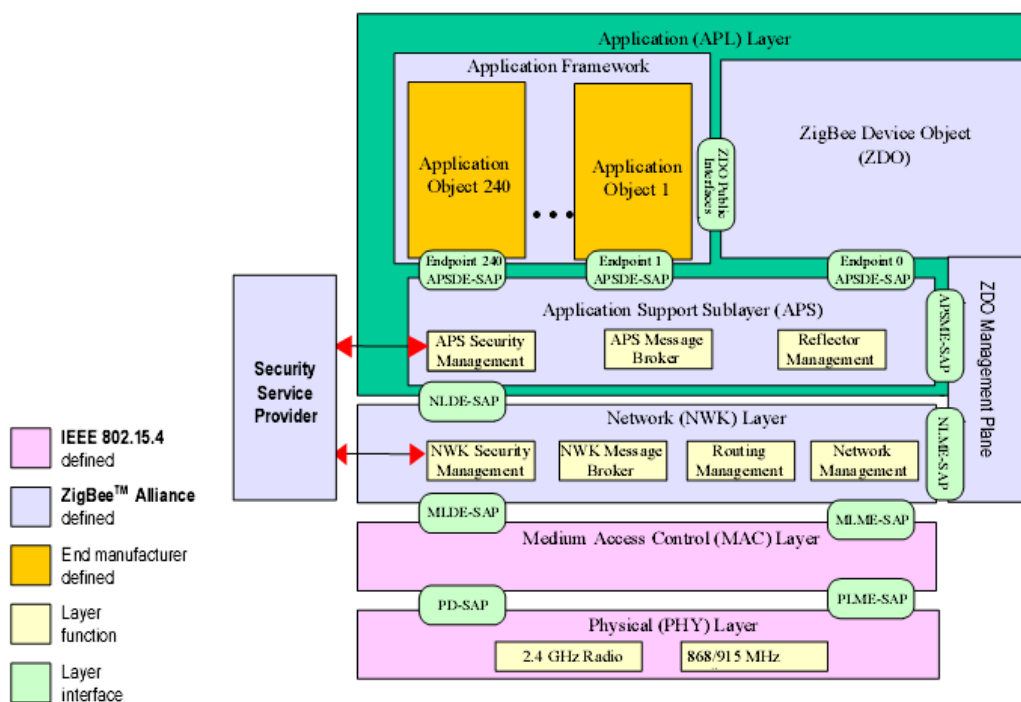 Application (APL) Layer
Application Framework
ZigBee Device Object
(ZDO)
Application
Object 240
Application
Object 1
ZDO Public
Interfaces
Endpoint 240
APSDE-SAP
Endpoint 1
APSDE-SAP
Endpoint 0
APSDE-SAP
Application Support Sublayer (APS)
APS Security
Management
APS Message
Broker
Reflector
Management
APSME-SAP
ZDO Management Plane
Security
Service
Provider
NLDE-SAP
Network (NWK) Layer
NWK Security
Management
NWK Message
Broker
Routing
Management
Network
Management
NLME-SAP
MLDE-SAP
MLME-SAP
Medium Access Control (MAC) Layer
PD-SAP
PLME-SAP
Physical (PHY) Layer
2.4 GHz Radio
868/915 MHz
IEEE 802.15.4
defined
ZigBee™ Alliance
defined
End manufacturer
defined
Layer
function
Layer
interface